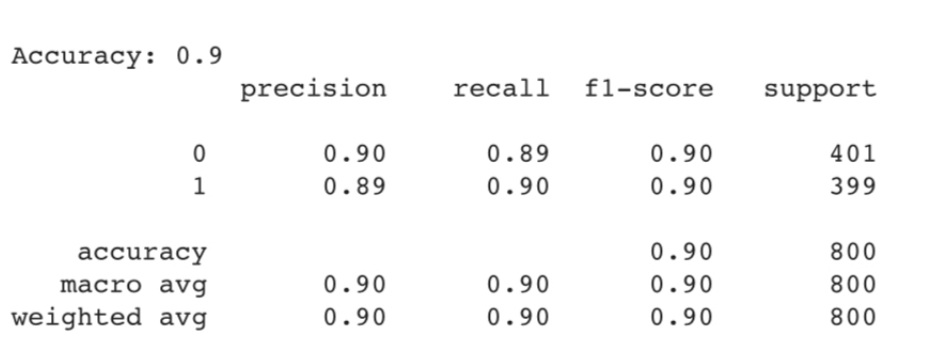 Accuracy: 0.9
precision recall f1-score support
0 0.90 0.89 0.90 401
1 0.89 0.90 0.90 399
accuracy 0.90 800
macro avg 0.90 0.90 0.90 800
weighted avg 0.90 0.90 0.90 800